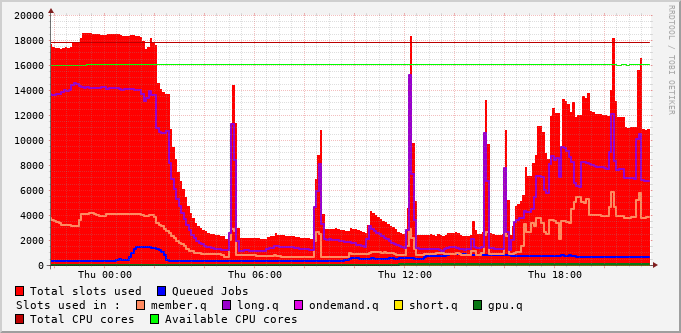 20000
18000
16000
14000
12000
10000
8000
6000
4000
2000
0
Thu 00:00 Thu 06:00 Thu 12:00 Thu 18:00
RRDTOOL / TOBI OETIKER
Total slots used Queued Jobs
Slots used in : member.q long.q ondemand.q short.q gpu.q
Total CPU cores Available CPU cores